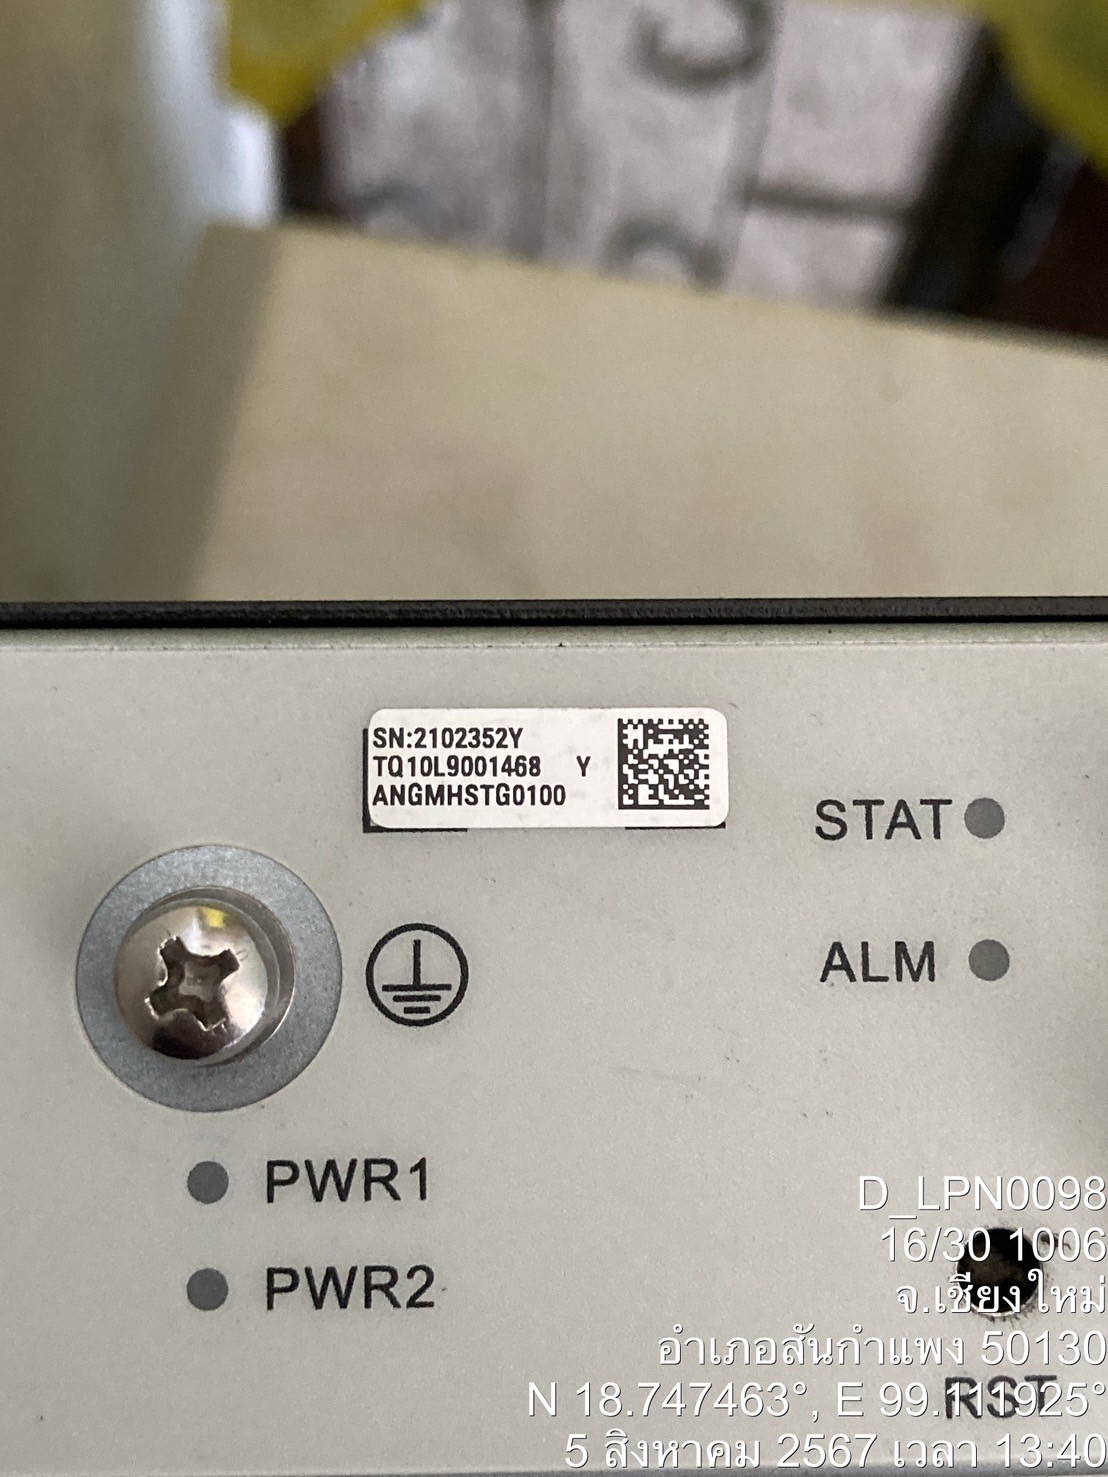 SN:2102352Y
TQ10L9001468 Y
ANGMHSTG0100
STAT
ALM
PWR1
PWR2
RST
D_LPN0098
16/30 1006
จ.เชียงใหม่
อำเภอสันกำแพง 50130
N 18.747463°, E 99.111925°
5 สิงหาคม 2567 เวลา 13:40